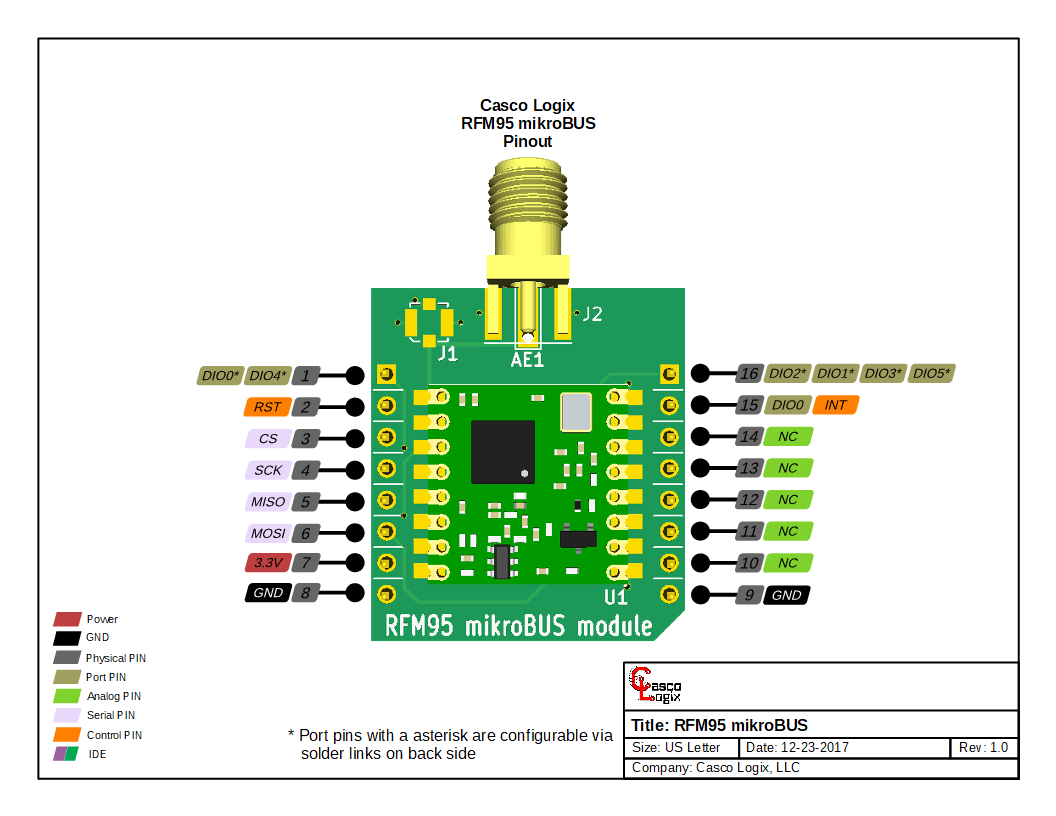 Casco Logix
RFM95 mikroBUS
Pinout
J1
J2
AE1
DIO0* DIO4* 1
RST 2
CS 3
SCK 4
MISO 5
MOSI 6
3.3V 7
GND 8
16 DIO2* DIO1* DIO3* DIO5*
15 DIO0 INT
14 NC
13 NC
12 NC
11 NC
10 NC
9 GND
U1
RFM95 mikroBUS module
Power
GND
Physical PIN
Port PIN
Analog PIN
Serial PIN
Control PIN
IDE
* Port pins with a asterisk are configurable via
solder links on back side
Casco
Logix
Title: RFM95 mikroBUS
Size: US Letter Date: 12-23-2017 Rev: 1.0
Company: Casco Logix, LLC